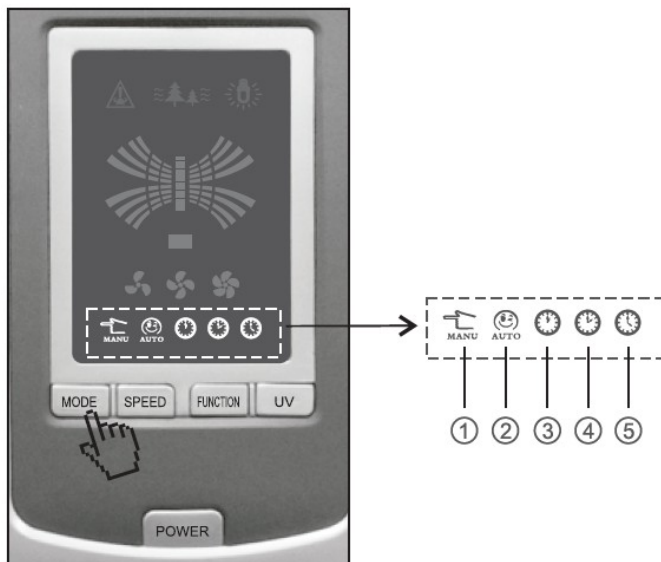 MANU AUTO
MANU AUTO
① ② ③ ④ ⑤
MODE SPEED FUNCTION UV
POWER